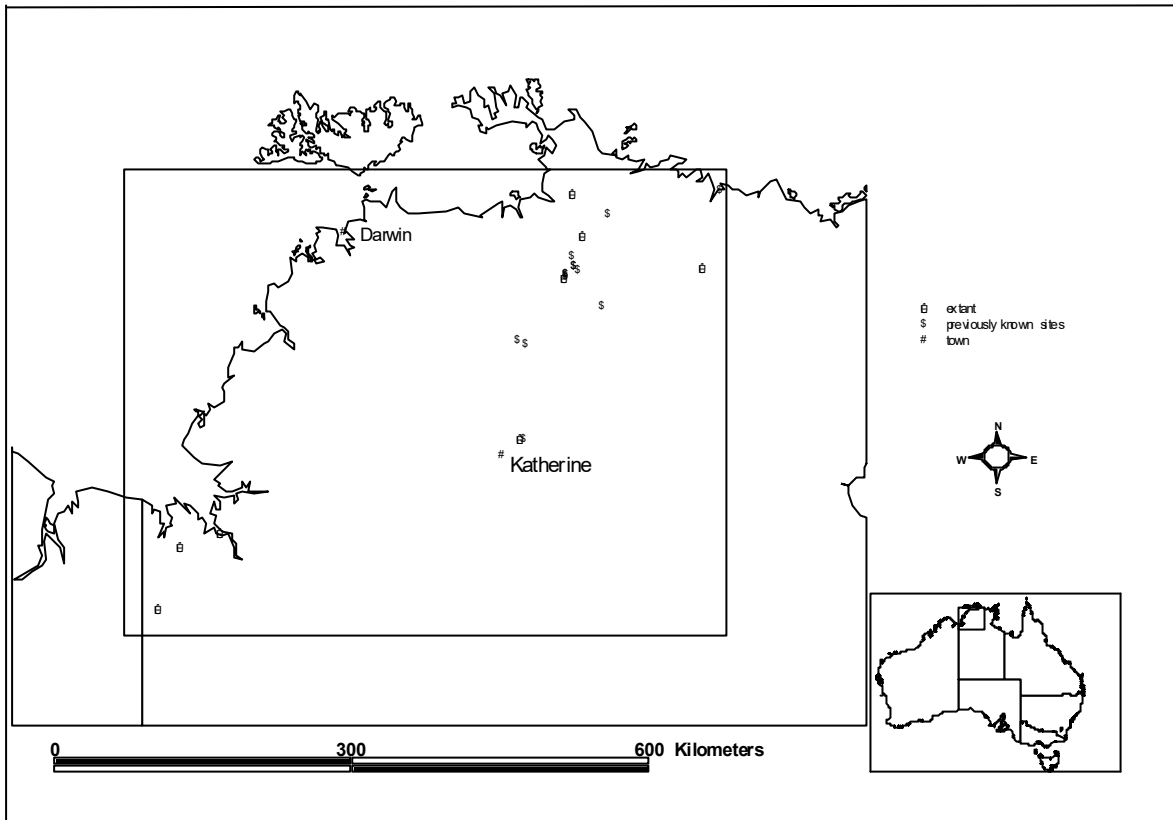 # Darwin
$
$
$
$
$
$ $
$
# Katherine
extant
$ previously known sites
# town
N
W E
S
0 300 600 Kilometers